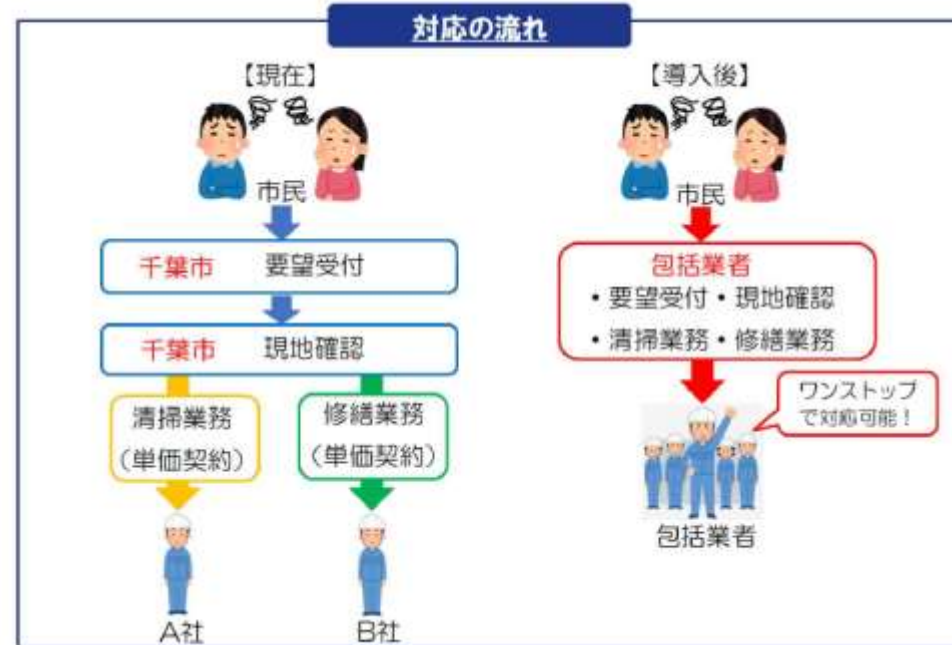 対応の流れ
【現在】
市民
千葉市 要望受付
千葉市 現地確認
清掃業務
（単価契約）
修繕業務
（単価契約）
A社
B社
【導入後】
市民
包括業者
・要望受付・現地確認
・清掃業務・修繕業務
ワンストップ
で対応可能！
包括業者